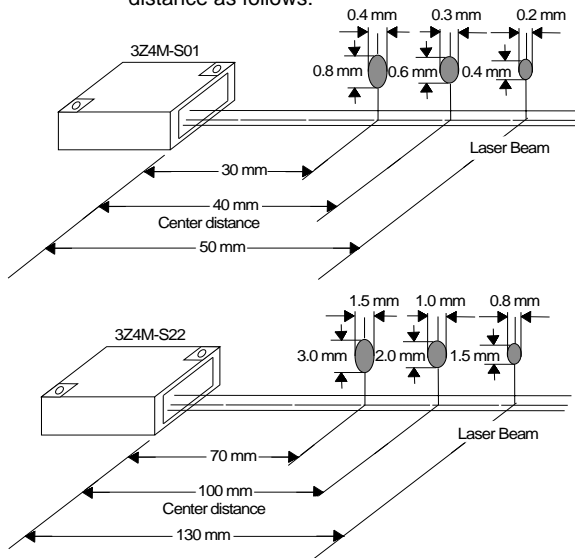 distance as follows.
0.4 mm 0.3 mm 0.2 mm
3Z4M-S01
0.8 mm 0.6 mm 0.4 mm
Laser Beam
30 mm
40 mm
Center distance
50 mm
1.5 mm 1.0 mm 0.8 mm
3Z4M-S22
3.0 mm 2.0 mm 1.5 mm
Laser Beam
70 mm
100 mm
Center distance
130 mm